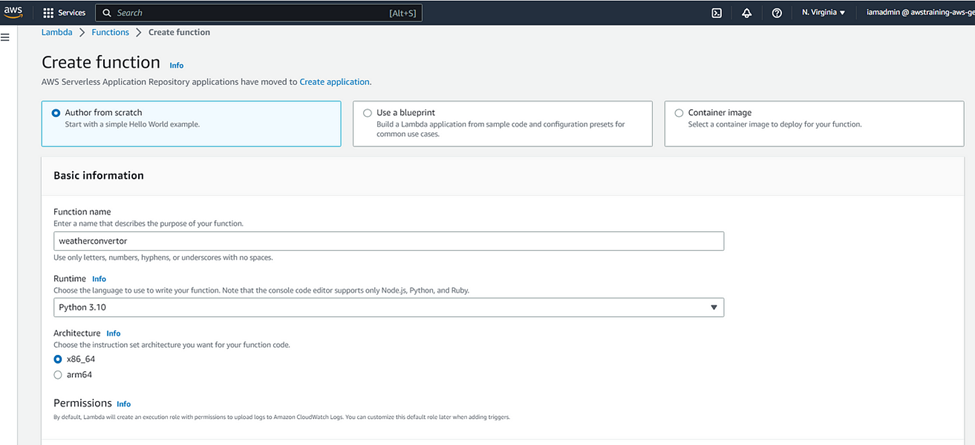 aws Services Search [Alt+S] N. Virginia iamadmin @ awstraining-aws-ge
Lambda > Functions > Create function
Create function Info
AWS Serverless Application Repository applications have moved to Create application.
Author from scratch
Start with a simple Hello World example.
Use a blueprint
Build a Lambda application from sample code and configuration presets for
common use cases.
Container image
Select a container image to deploy for your function.
Basic information
Function name
Enter a name that describes the purpose of your function.
weatherconvertor
Use only letters, numbers, hyphens, or underscores with no spaces.
Runtime Info
Choose the language to use to write your function. Note that the console code editor supports only Node.js, Python, and Ruby.
Python 3.10
Architecture Info
Choose the instruction set architecture you want for your function code.
x86_64
arm64
Permissions Info
By default, Lambda will create an execution role with permissions to upload logs to Amazon CloudWatch Logs. You can customize this default role later when adding triggers.